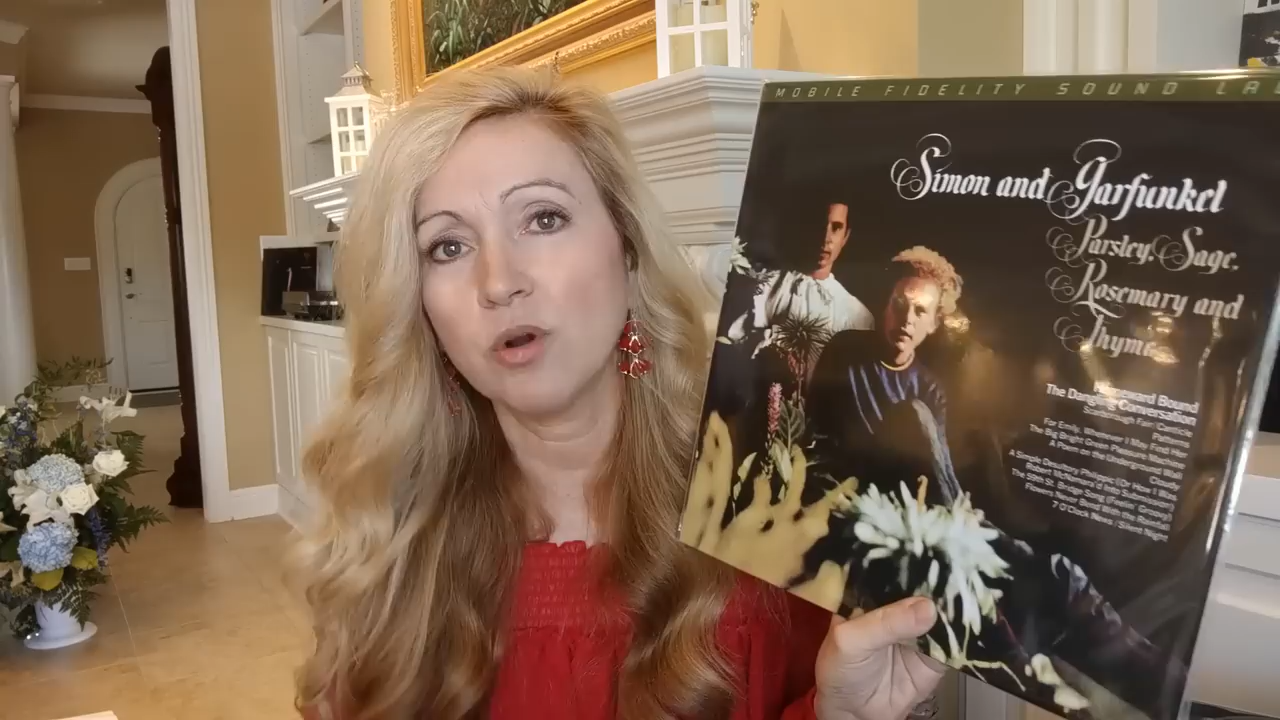 MOBILE FIDELITY SOUND LA
Simon and Garfunkel
Parsley, Sage,
Rosemary and
Thyme
Homeward Bound
The Dangling Conversation
Scarborough Fair/Canticle
Patterns
For Emily, Whenever I May Find Her
The Big Bright Green Pleasure Machine
A Poem on the Underground Wall
Cloudy
A Simple Desultory Philippic (Or How I Was
Robert McNamara'd Into Submission)
The 59th St. Bridge Song (Feelin' Groovy)
Flowers Never Bend With the Rainfall
7 O'Clock News / Silent Night